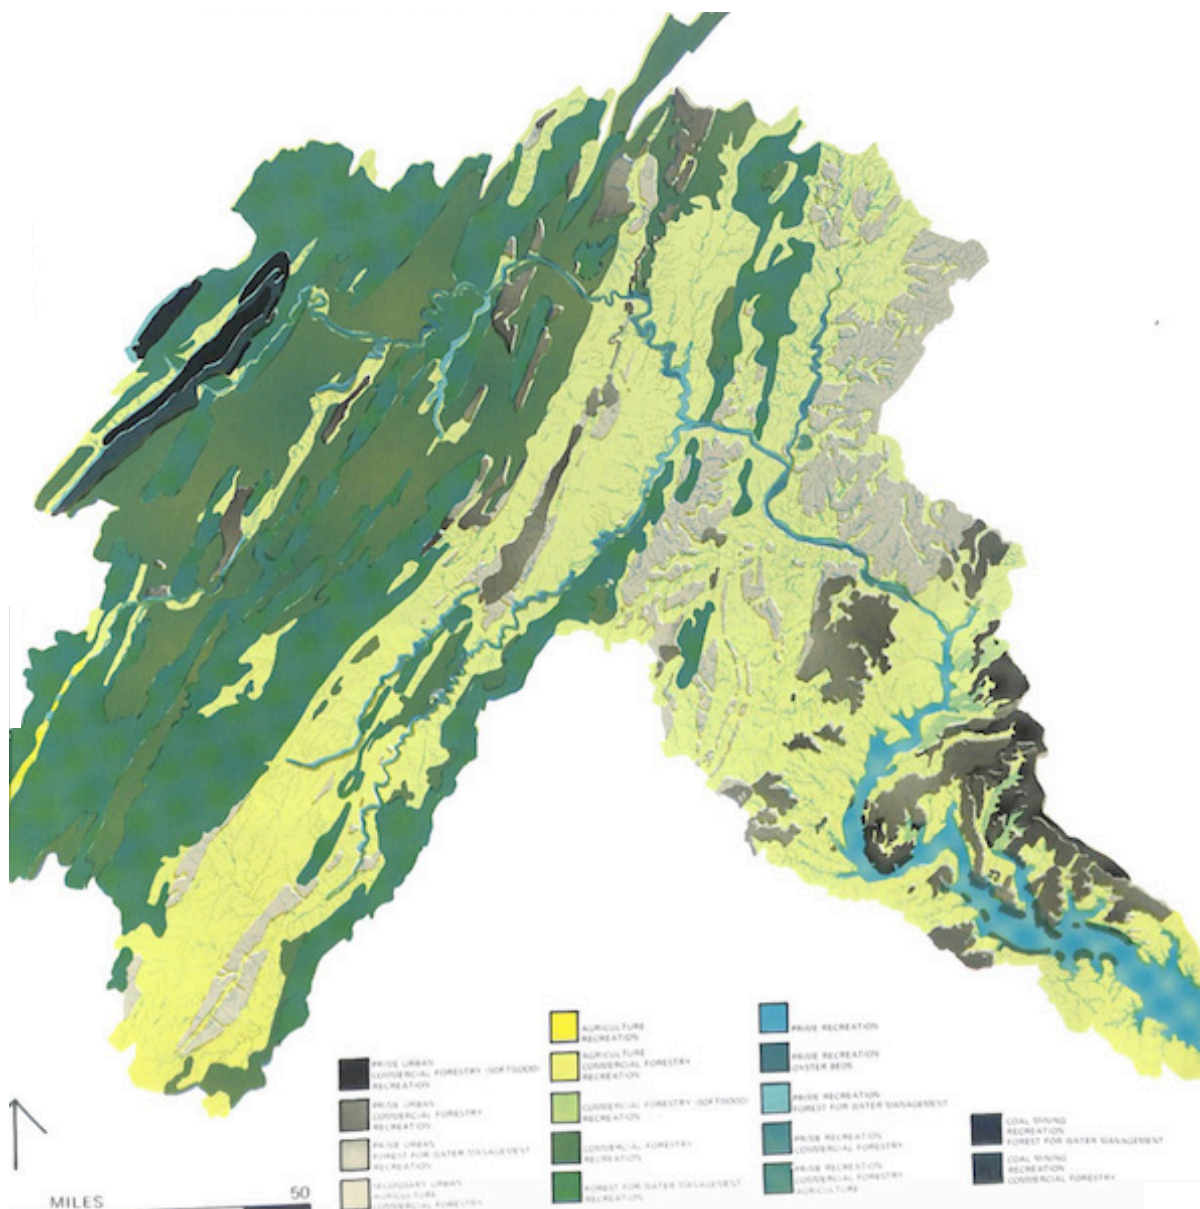 PRIME URBAN
COMMERCIAL FORESTRY (SOFTWOOD)
RECREATION
PRIME URBAN
COMMERCIAL FORESTRY
RECREATION
PRIME URBAN
FOREST FOR WATER MANAGEMENT
RECREATION
SECONDARY URBAN
AGRICULTURE
COMMERCIAL FORESTRY
AGRICULTURE
RECREATION
AGRICULTURE
COMMERCIAL FORESTRY
RECREATION
COMMERCIAL FORESTRY (SOFTWOOD)
RECREATION
COMMERCIAL FORESTRY
RECREATION
FOREST FOR WATER MANAGEMENT
RECREATION
PRIME RECREATION
PRIME RECREATION
OYSTER BEDS
PRIME RECREATION
FOREST FOR WATER MANAGEMENT
PRIME RECREATION
COMMERCIAL FORESTRY
PRIME RECREATION
COMMERCIAL FORESTRY
AGRICULTURE
COAL MINING
RECREATION
FOREST FOR WATER MANAGEMENT
COAL MINING
RECREATION
COMMERCIAL FORESTRY
MILES
50